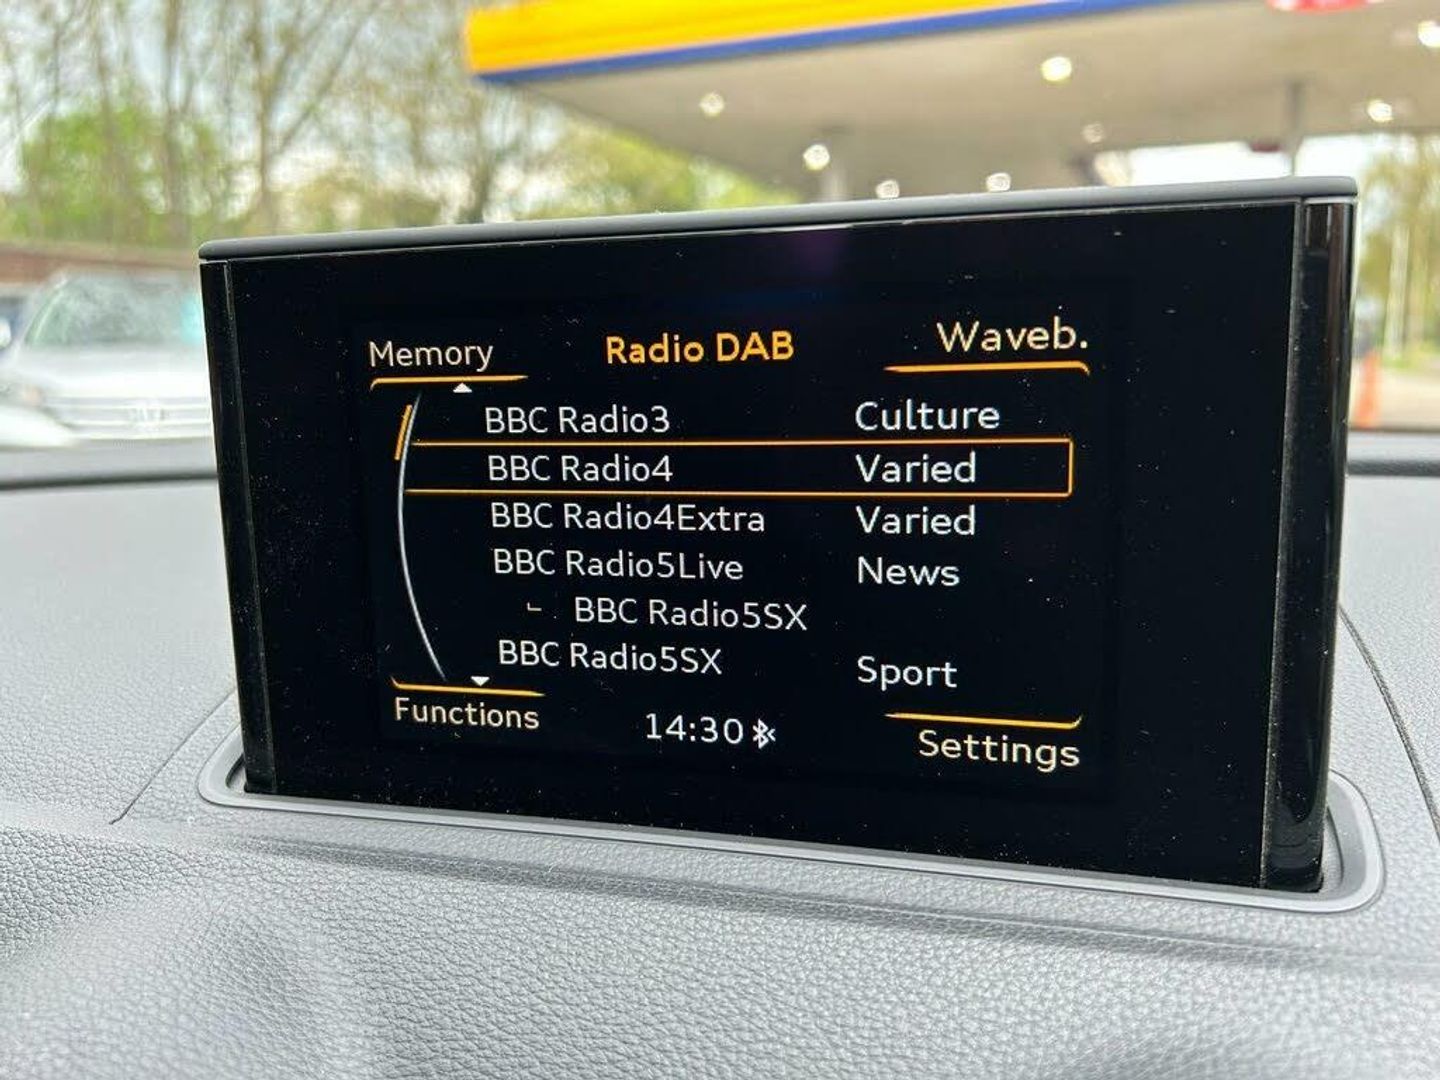 Memory Radio DAB Waveb.
BBC Radio3 Culture
BBC Radio4 Varied
BBC Radio4Extra Varied
BBC Radio5Live News
BBC Radio5SX
BBC Radio5SX Sport
Functions 14:30 Settings